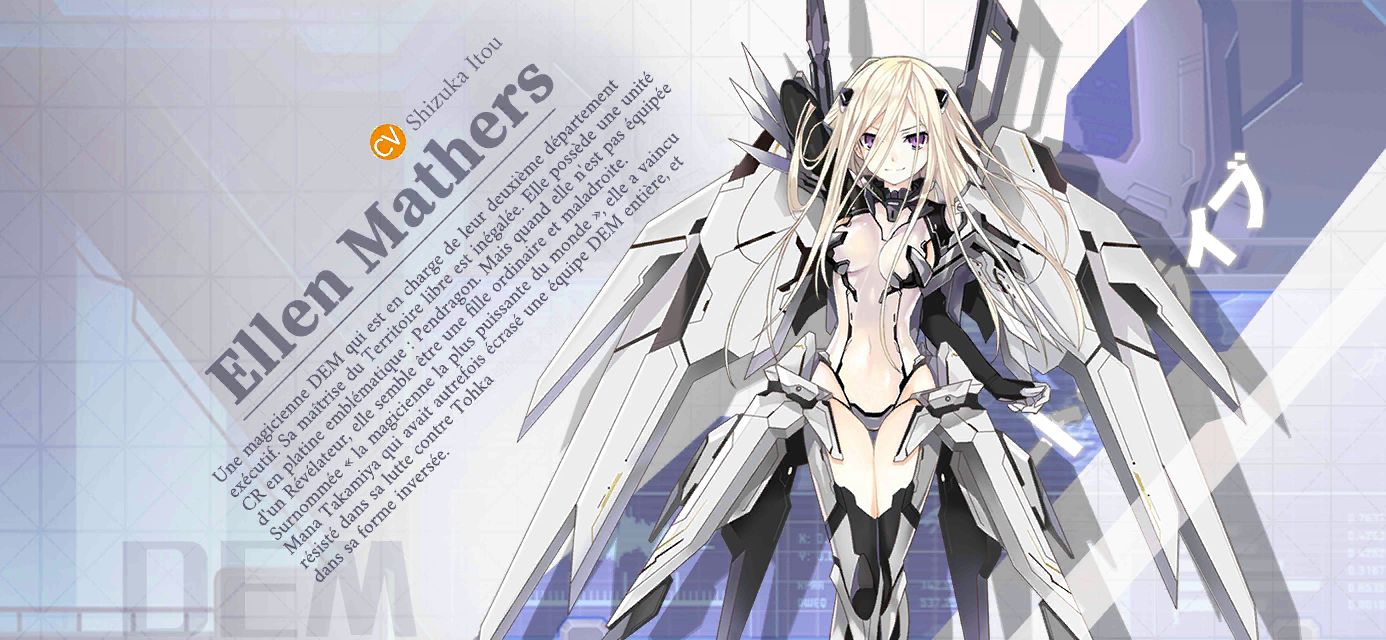 CV Shizuka Itou
Ellen Mathers
Une magicienne DEM qui est en charge de leur deuxième département
exécutif. Sa maîtrise du Territoire libre est inégalée. Elle possède une unité
CR en platine emblématique : Pendragon. Mais quand elle n'est pas équipée
d'un Révélateur, elle semble être une fille ordinaire et maladroite.
Surnommée « la magicienne la plus puissante du monde », elle a vaincu
Mana Takamiya qui avait autrefois écrasé une équipe DEM entière, et
résisté dans sa lutte contre Tohka
dans sa forme inversée.
DEM
イブ